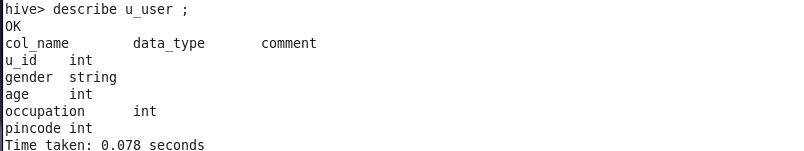 hive> describe u_user ;
OK
col_name data_type comment
u_id int
gender string
age int
occupation int
pincode int
Time taken: 0.078 seconds